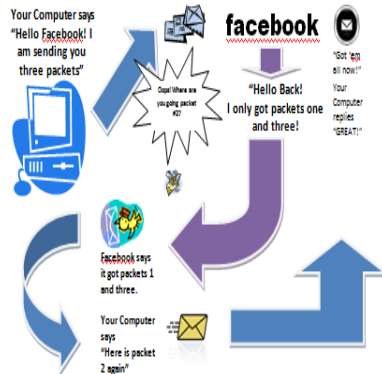 Your Computer says
"Hello Facebook! I
am sending you
three packets"
Oops! Where are
you going packet
#2?
facebook
"Hello Back!
I only got packets one
and three!
"Got 'em
all now!"
Your
Computer
replies
"GREAT!"
Facebook says
it got packets 1
and three.
Your Computer
says
"Here is packet
2 again"